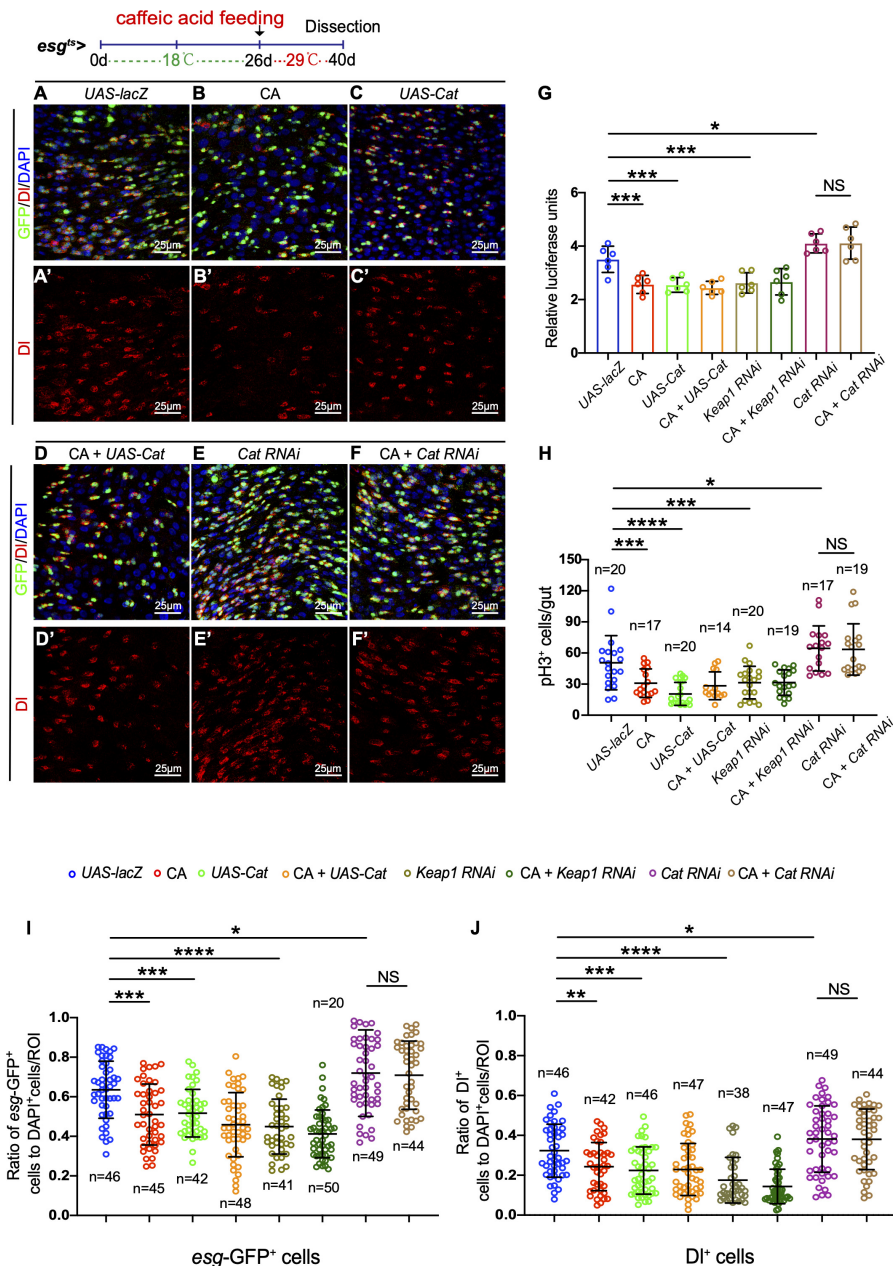 caffeic acid feeding
Dissection
esgts>
0d 18℃ 26d 29℃ 40d
A UAS-lacZ B CA C UAS-Cat
GFP/Dl/DAPI
25μm 25μm 25μm
A' B' C'
Dl
25μm 25μm 25μm
D CA + UAS-Cat E Cat RNAi F CA + Cat RNAi
GFP/Dl/DAPI
25μm 25μm 25μm
D' E' F'
Dl
25μm 25μm 25μm
G
*
***
***
***
NS
Relative luciferase units
6
4
2
0
UAS-lacZ CA UAS-Cat CA + UAS-Cat Keap1 RNAi CA + Keap1 RNAi Cat RNAi CA + Cat RNAi
H
*
***
****
***
NS
pH3+ cells/gut
150
120
90
60
30
0
n=20 n=17 n=20 n=14 n=20 n=19 n=17 n=19
UAS-lacZ CA UAS-Cat CA + UAS-Cat Keap1 RNAi CA + Keap1 RNAi Cat RNAi CA + Cat RNAi
UAS-lacZ CA UAS-Cat CA + UAS-Cat Keap1 RNAi CA + Keap1 RNAi Cat RNAi CA + Cat RNAi
I
*
****
***
***
NS
Ratio of esg-GFP+
cells to DAPI+cells/ROI
1.0
0.8
0.6
0.4
0.2
0.0
n=20
n=46 n=45 n=42 n=48 n=41 n=50 n=49 n=44
esg-GFP+ cells
J
*
****
***
**
NS
Ratio of Dl+
cells to DAPI+cells/ROI
1.0
0.8
0.6
0.4
0.2
0.0
n=46 n=42 n=46 n=47 n=38 n=47 n=49 n=44
Dl+ cells